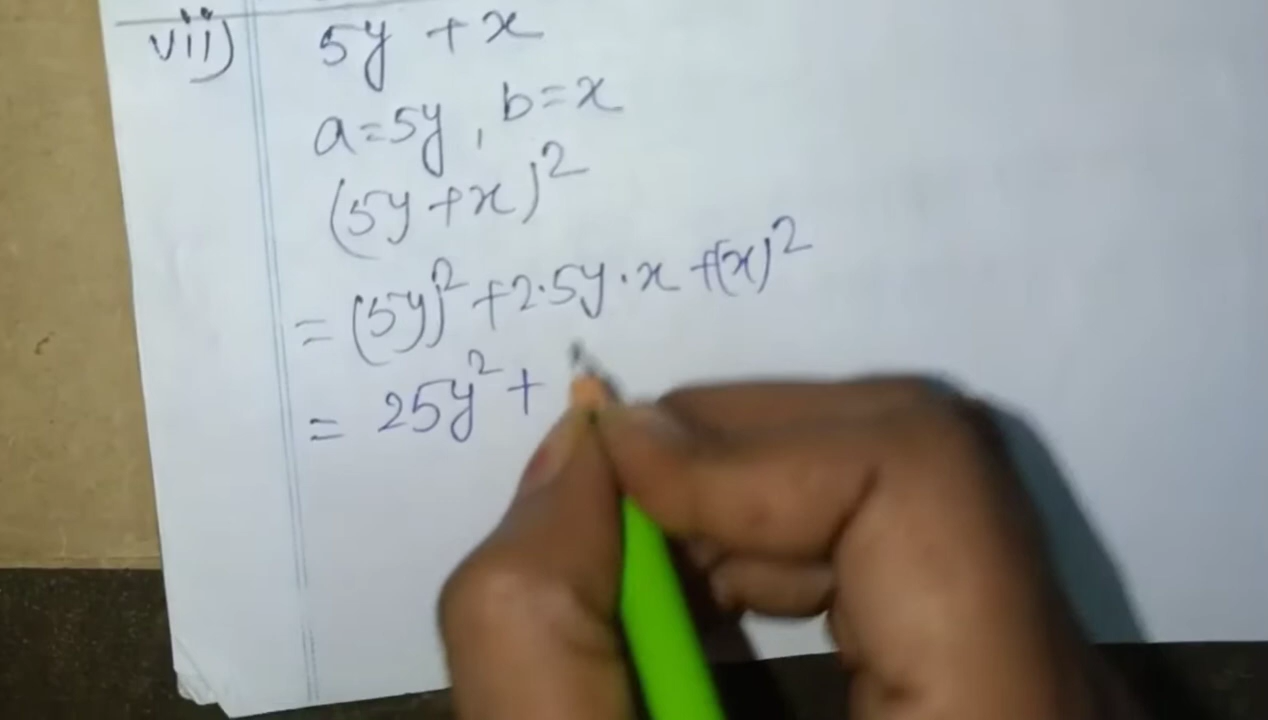 vii) 5y + x
a=5y, b=x
(5y+x)²
= (5y)² +2·5y·x +(x)²
= 25y² +